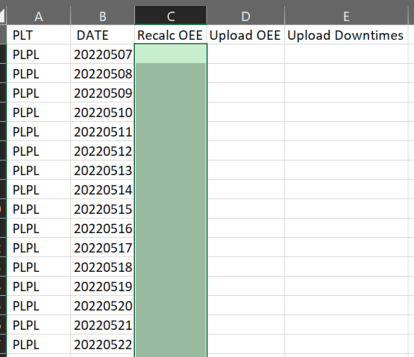 A B C D E
PLT DATE Recalc OEE Upload OEE Upload Downtimes
PLPL 20220507
PLPL 20220508
PLPL 20220509
PLPL 20220510
PLPL 20220511
PLPL 20220512
PLPL 20220513
PLPL 20220514
PLPL 20220515
PLPL 20220516
PLPL 20220517
PLPL 20220518
PLPL 20220519
PLPL 20220520
PLPL 20220521
PLPL 20220522